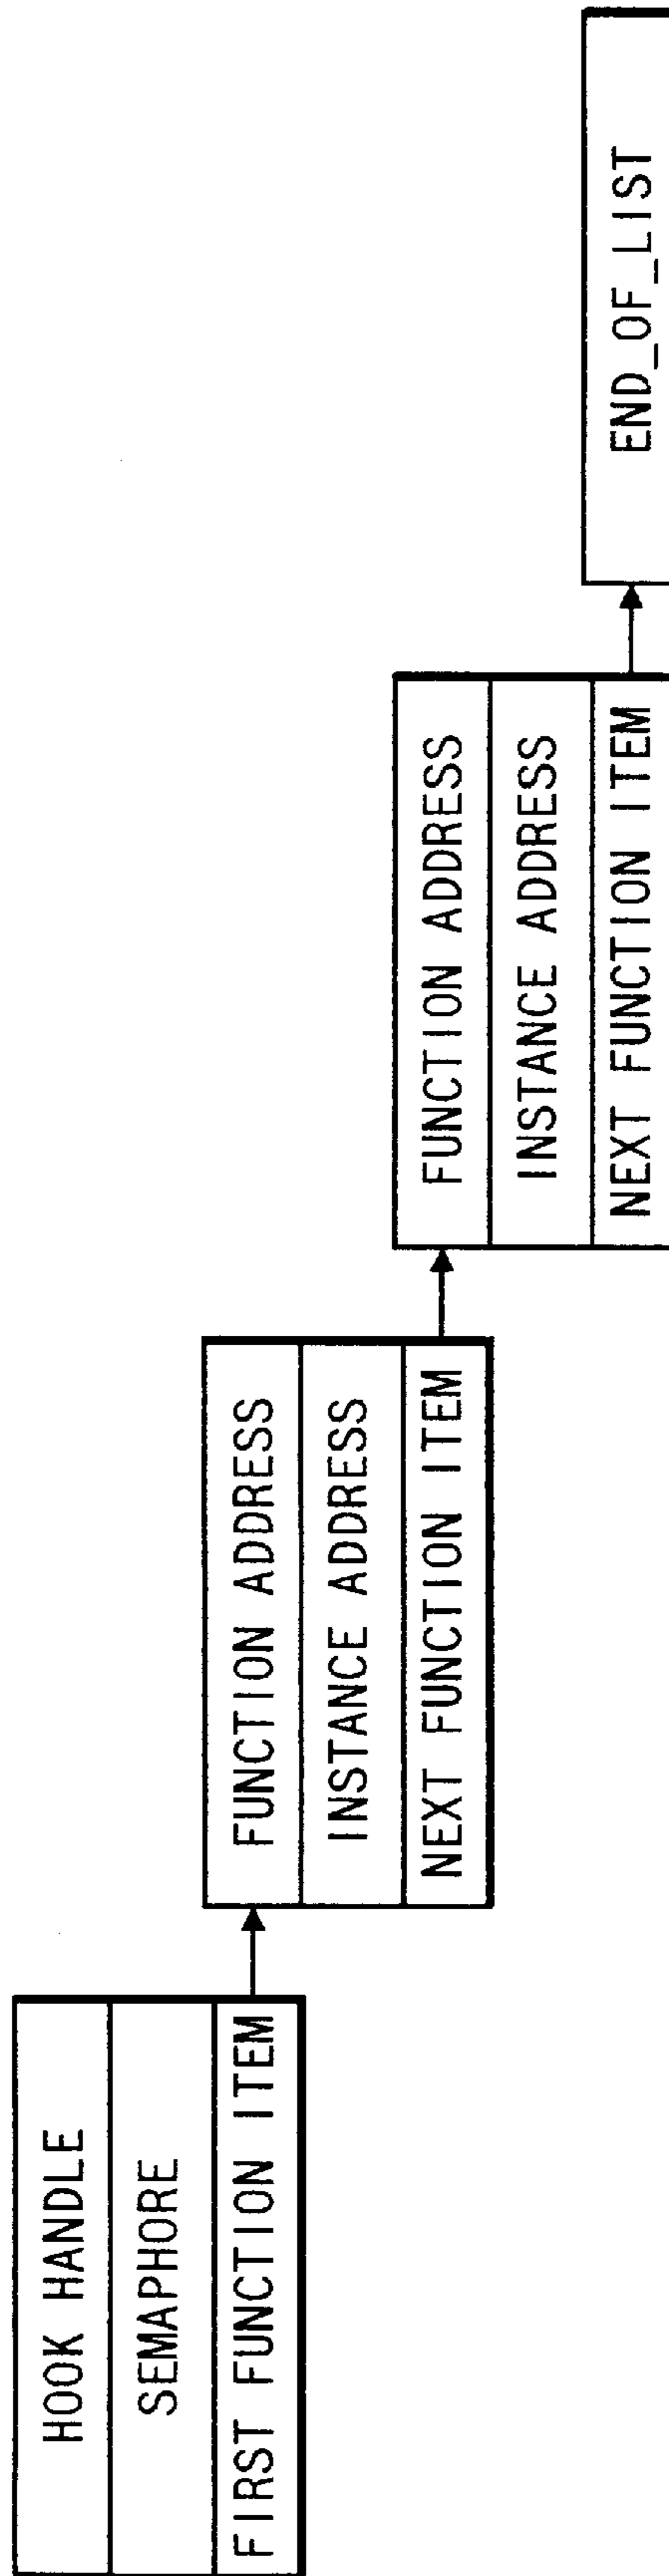 HOOK HANDLE
SEMAPHORE
FIRST FUNCTION ITEM
FUNCTION ADDRESS
INSTANCE ADDRESS
NEXT FUNCTION ITEM
FUNCTION ADDRESS
INSTANCE ADDRESS
NEXT FUNCTION ITEM
END_OF_LIST